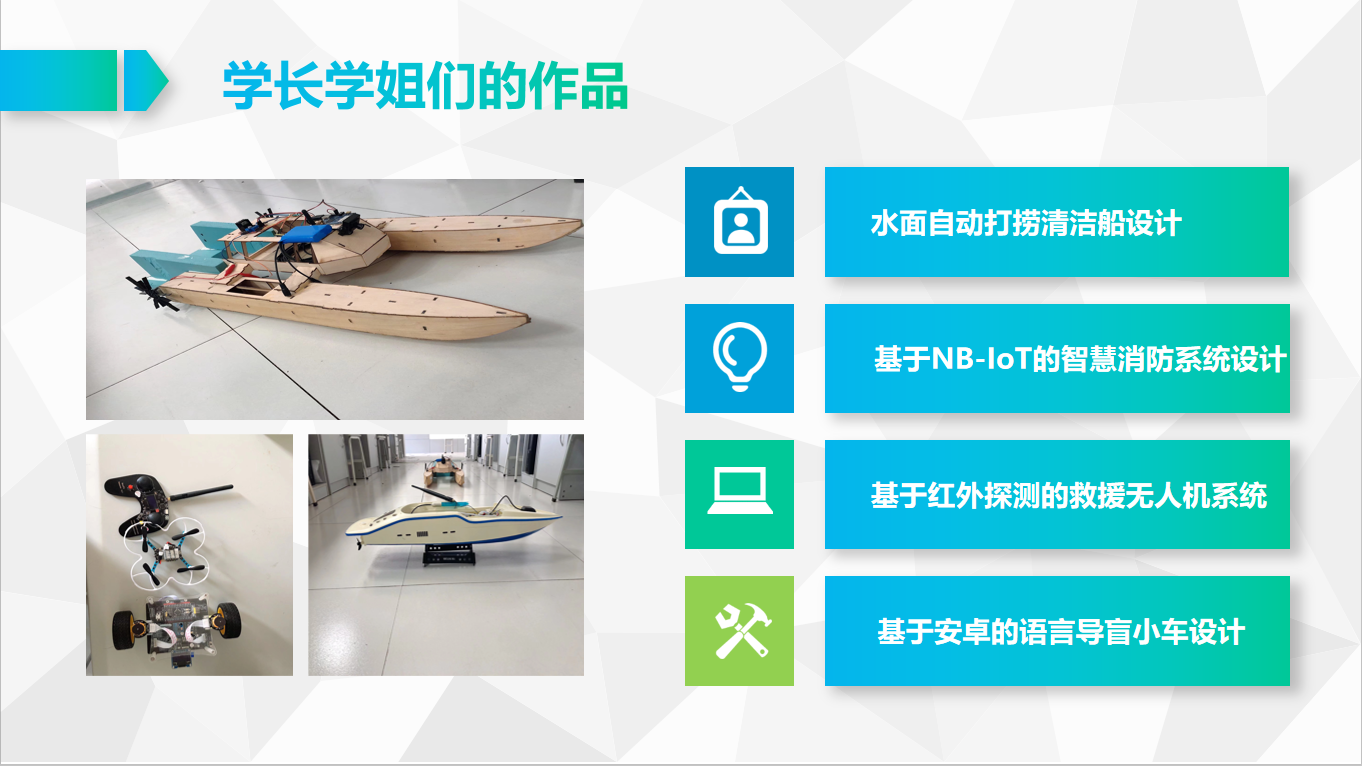 学长学姐们的作品
水面自动打捞清洁船设计
基于NB-IoT的智慧消防系统设计
基于红外探测的救援无人机系统
基于安卓的语言导盲小车设计